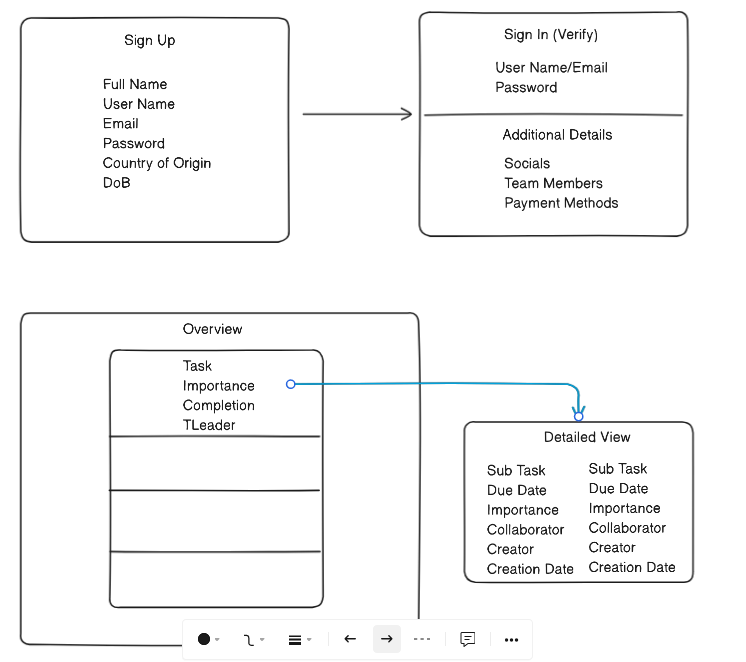 Sign Up
Full Name
User Name
Email
Password
Country of Origin
DoB
Sign In (Verify)
User Name/Email
Password
Additional Details
Socials
Team Members
Payment Methods
Overview
Task
Importance
Completion
TLeader
Detailed View
Sub Task
Due Date
Importance
Collaborator
Creator
Creation Date
Sub Task
Due Date
Importance
Collaborator
Creator
Creation Date